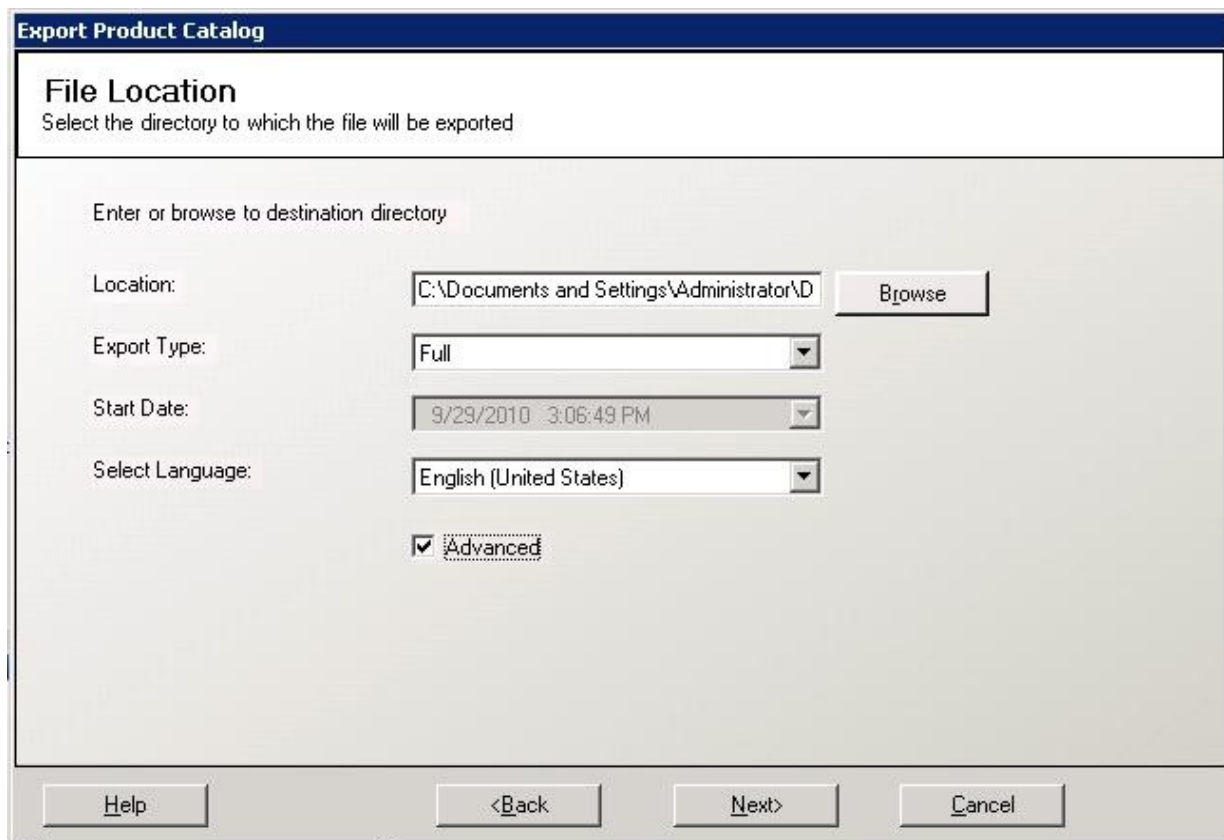 Export Product Catalog
File Location
Select the directory to which the file will be exported
Enter or browse to destination directory
Location: C:\Documents and Settings\Administrator\D Browse
Export Type: Full
Start Date: 9/29/2010 3:06:49 PM
Select Language: English (United States)
Advanced
Help <Back Next> Cancel